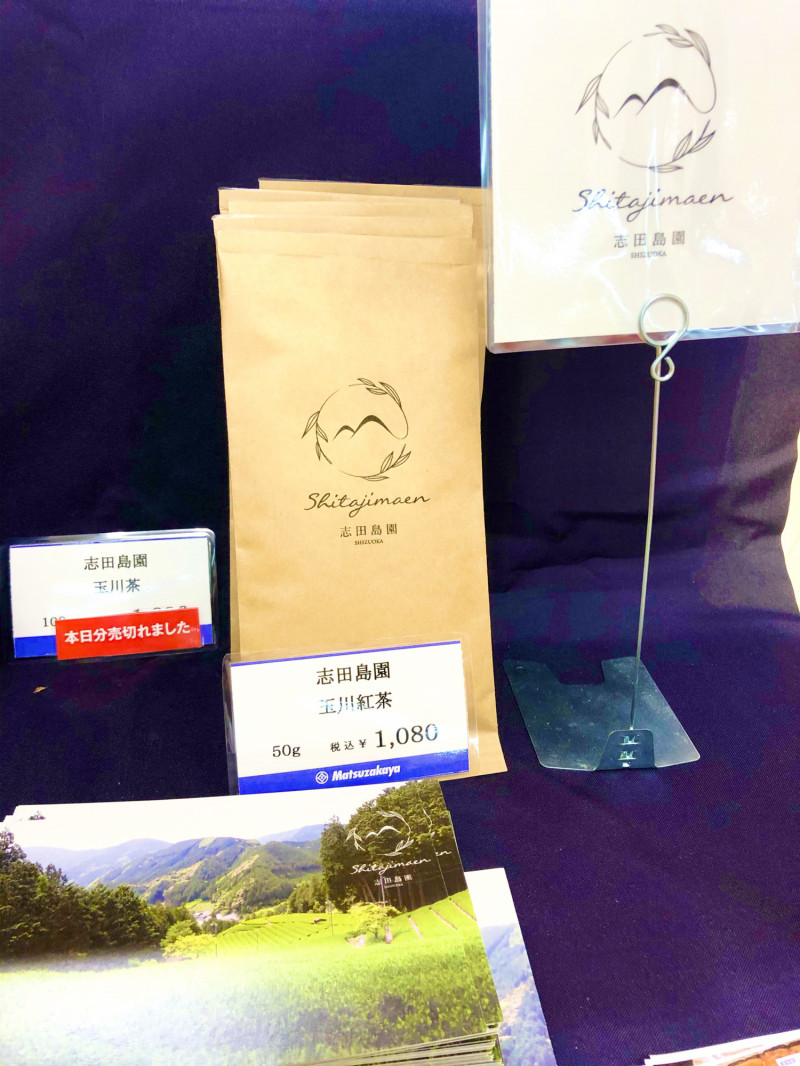 Shitajimaen
志田島園
SHIZUOKA
Shitajimaen
志田島園
SHIZUOKA
志田島園
玉川茶
本日分売切れました
志田島園
玉川紅茶
50g 税込¥ 1,080
Matsuzakaya
Shitajimaen
志田島園
SHIZUOKA